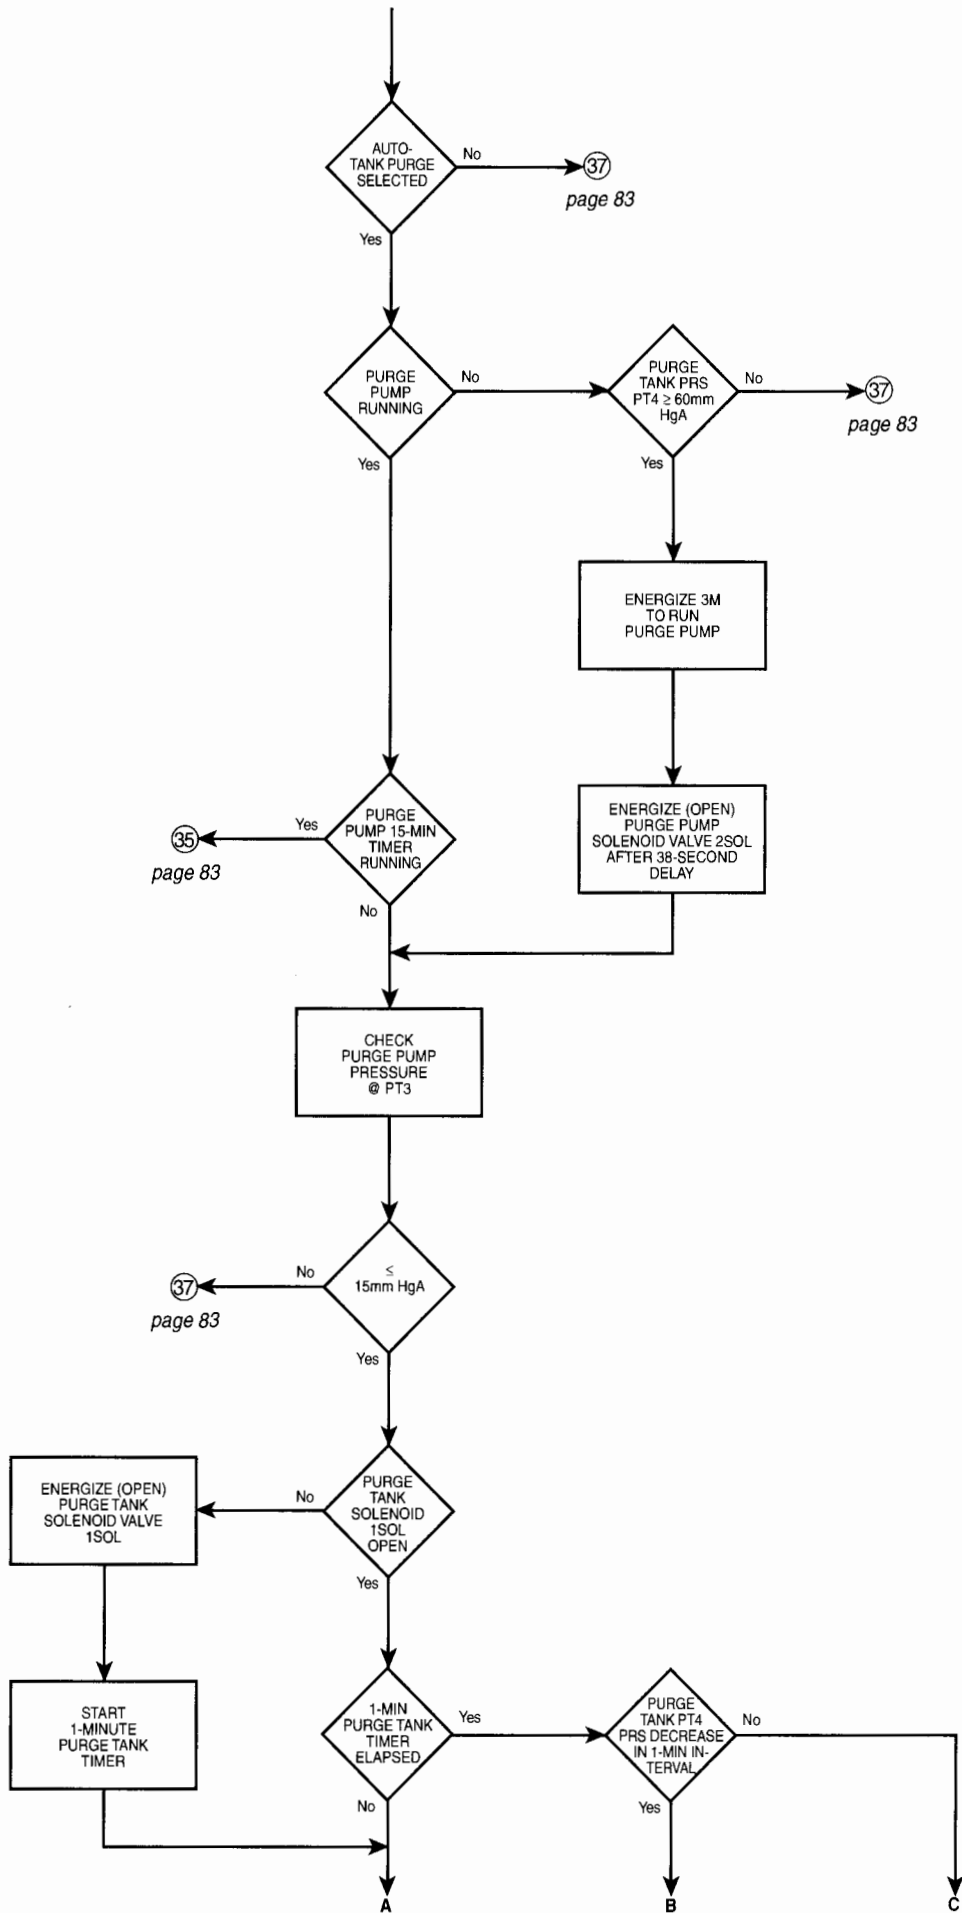 AUTO-
TANK PURGE
SELECTED
No
37
page 83
Yes
PURGE
PUMP
RUNNING
No
PURGE
TANK PRS
PT4 ≥ 60mm
HgA
No
37
page 83
Yes
Yes
ENERGIZE 3M
TO RUN
PURGE PUMP
ENERGIZE (OPEN)
PURGE PUMP
SOLENOID VALVE 2SOL
AFTER 38-SECOND
DELAY
PURGE
PUMP 15-MIN
TIMER
RUNNING
Yes
35
page 83
No
CHECK
PURGE PUMP
PRESSURE
@ PT3
≤
15mm HgA
No
37
page 83
Yes
PURGE
TANK
SOLENOID
1SOL
OPEN
No
ENERGIZE (OPEN)
PURGE TANK
SOLENOID VALVE
1SOL
Yes
START
1-MINUTE
PURGE TANK
TIMER
1-MIN
PURGE TANK
TIMER
ELAPSED
Yes
PURGE
TANK PT4
PRS DECREASE
IN 1-MIN IN-
TERVAL
No
No
Yes
A
B
C